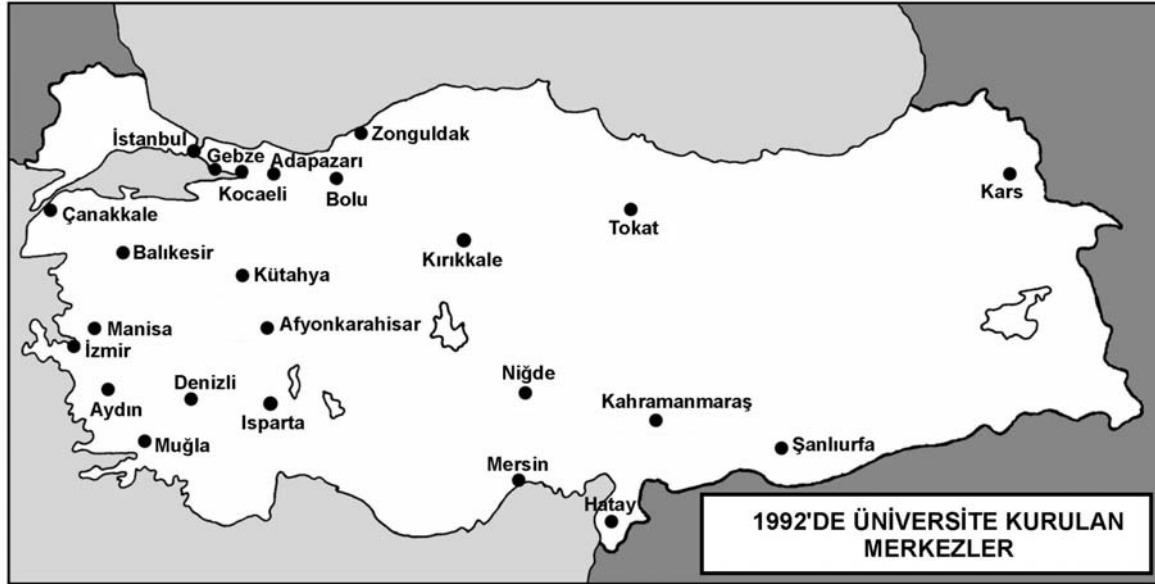 Zonguldak
İstanbul
Gebze
Adapazarı
Kocaeli
Bolu
Kars
Çanakkale
Tokat
Balıkesir
Kırıkkale
Kütahya
Manisa
Afyonkarahisar
İzmir
Denizli
Niğde
Aydın
Isparta
Kahramanmaraş
Muğla
Şanlıurfa
Mersin
Hatay
1992'DE ÜNİVERSİTE KURULAN
MERKEZLER